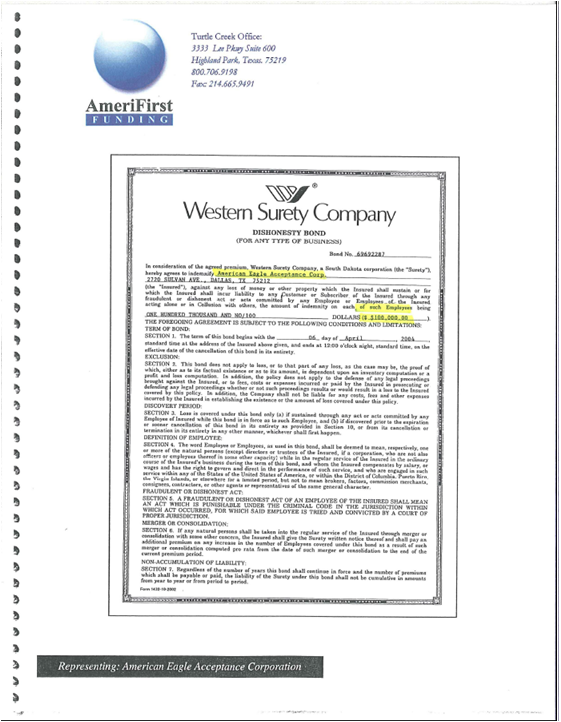 Turtle Creek Office:
3333 Lee Pkwy Suite 600
Highland Park, Texas. 75219
800.706.9198
Fax: 214.665.9491
AmeriFirst
FUNDING
Western Surety Company
DISHONESTY BOND
(FOR ANY TYPE OF BUSINESS)
Bond No. 69692287
In consideration of the agreed premium, Western Surety Company, a South Dakota corporation (the "Surety"),
hereby agrees to indemnify American Eagle Acceptance Corp.
2720 SULVAN AVE., DALLAS, TX 75212
(the "Insured"), against any loss of money or other property which the Insured shall sustain or for
which the Insured shall incur liability to any Customer or Subscriber of the Insured through any
fraudulent or dishonest act or acts committed by any Employee or Employees of the Insured
acting alone or in Collusion with others, the amount of indemnity on each of such Employees being
ONE HUNDRED THOUSAND AND NO/100 DOLLARS ($ $100,000.00 ).
THE FOREGOING AGREEMENT IS SUBJECT TO THE FOLLOWING CONDITIONS AND LIMITATIONS:
TERM OF BOND:
SECTION 1. The term of this bond begins with the 06 day of April 2004
standard time at the address of the Insured above given, and ends at 12:00 o'clock night, standard time, on the
effective date of the cancellation of this bond in its entirety.
EXCLUSION:
SECTION 2. This bond does not apply to loss, or to that part of any loss, as the case may be, the proof of
which, either as to its factual existence or as to its amount, is dependent upon an inventory computation or a
profit and loss computation. In addition, the policy does not apply to the defense of any legal proceedings
brought against the Insured, or to fees, costs or expenses incurred or paid by the Insured in prosecuting or
defending any legal proceedings whether or not such proceedings results or would result in a loss to the Insured
covered by this policy. In addition, the Company shall not be liable for any costs, fees and other expenses
incurred by the Insured in establishing the existence or the amount of loss covered under this policy.
DISCOVERY PERIOD:
SECTION 3. Loss is covered under this bond only (a) if sustained through any act or acts committed by any
Employee of Insured while this bond is in force as to such Employee, and (b) if discovered prior to the expiration
or sooner cancellation of this bond in its entirety as provided in Section 10, or from its cancellation or
termination in its entirety in any other manner, whichever shall first happen.
DEFINITION OF EMPLOYEE:
SECTION 4. The word Employee or Employees, as used in this bond, shall be deemed to mean, respectively, one
or more of the natural persons (except directors or trustees of the Insured, if a corporation, who are not also
officers or employees thereof in some other capacity) while in the regular service of the Insured in the ordinary
course of the Insured's business during the term of this bond, and whom the Insured compensates by salary, or
wages and has the right to govern and direct in the performance of such service, and who are engaged in such
service within any of the States of the United States of America, or within the District of Columbia, Puerto Rico,
the Virgin Islands, or elsewhere for a limited period, but not to mean brokers, factors, commission merchants,
consignees, contractors, or other agents or representatives of the same general character.
FRAUDULENT OR DISHONEST ACT:
SECTION 5. A FRAUDULENT OR DISHONEST ACT OF AN EMPLOYEE OF THE INSURED SHALL MEAN
AN ACT WHICH IS PUNISHABLE UNDER THE CRIMINAL CODE IN THE JURISDICTION WITHIN
WHICH ACT OCCURRED, FOR WHICH SAID EMPLOYEE IS TRIED AND CONVICTED BY A COURT OF
PROPER JURISDICTION.
MERGER OR CONSOLIDATION:
SECTION 6. If any natural persons shall be taken into the regular service of the Insured through merger or
consolidation with some other concern, the Insured shall give the Surety written notice thereof and shall pay an
additional premium on any increase in the number of Employees covered under this bond as a result of such
merger or consolidation computed pro rata from the date of such merger or consolidation to the end of the
current premium period.
NON-ACCUMULATION OF LIABILITY:
SECTION 7. Regardless of the number of years this bond shall continue in force and the number of premiums
which shall be payable or paid, the liability of the Surety under this bond shall not be cumulative in amounts
from year to year or from period to period.
Representing: American Eagle Acceptance Corporation